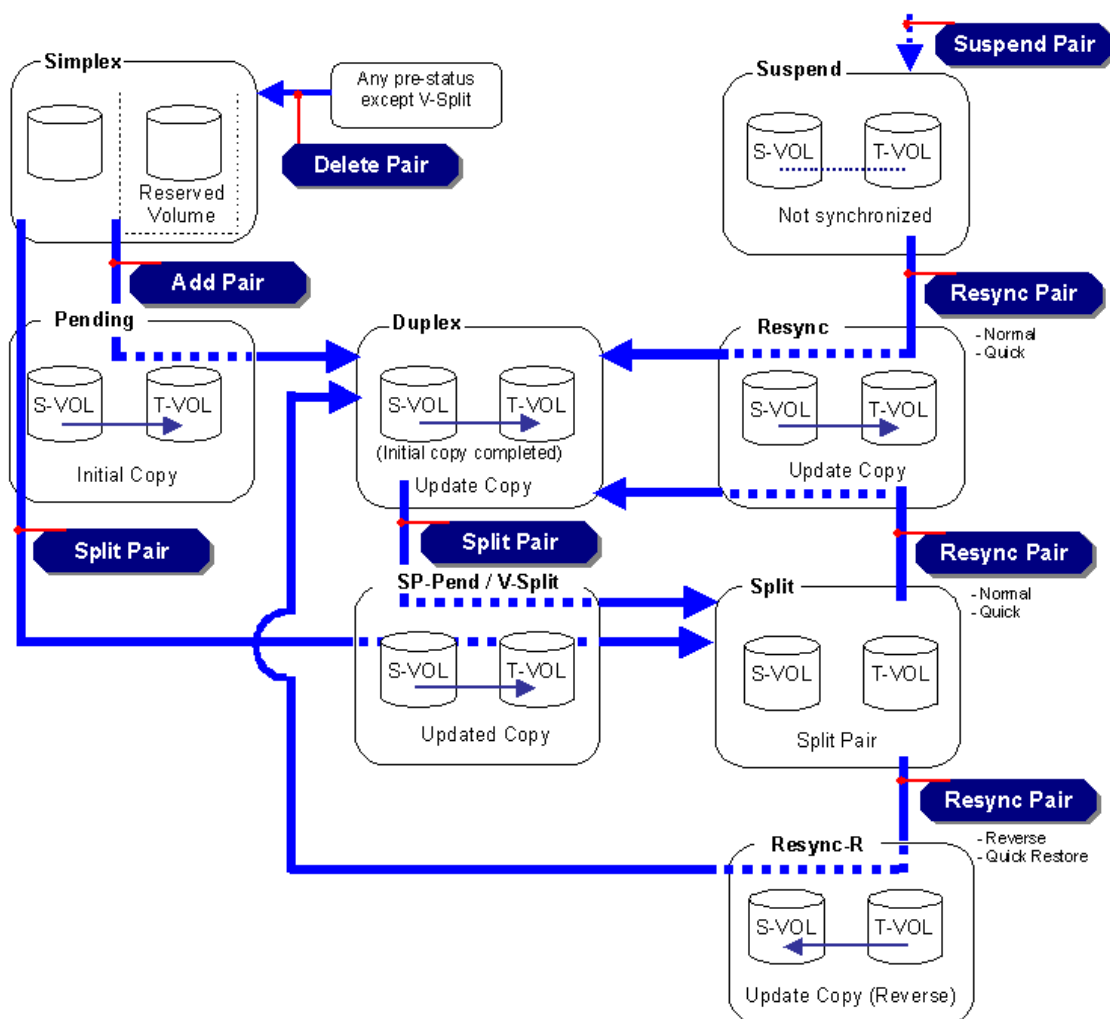 Simplex
Reserved
Volume
Any pre-status
except V-Split
Delete Pair
Suspend Pair
Suspend
S-VOL
T-VOL
Not synchronized
Add Pair
Resync Pair
- Normal
- Quick
Pending
S-VOL
T-VOL
Initial Copy
Duplex
S-VOL
T-VOL
(Initial copy completed)
Update Copy
Resync
S-VOL
T-VOL
Update Copy
Split Pair
Split Pair
Resync Pair
- Normal
- Quick
SP-Pend / V-Split
S-VOL
T-VOL
Updated Copy
Split
S-VOL
T-VOL
Split Pair
Resync Pair
- Reverse
- Quick Restore
Resync-R
S-VOL
T-VOL
Update Copy (Reverse)